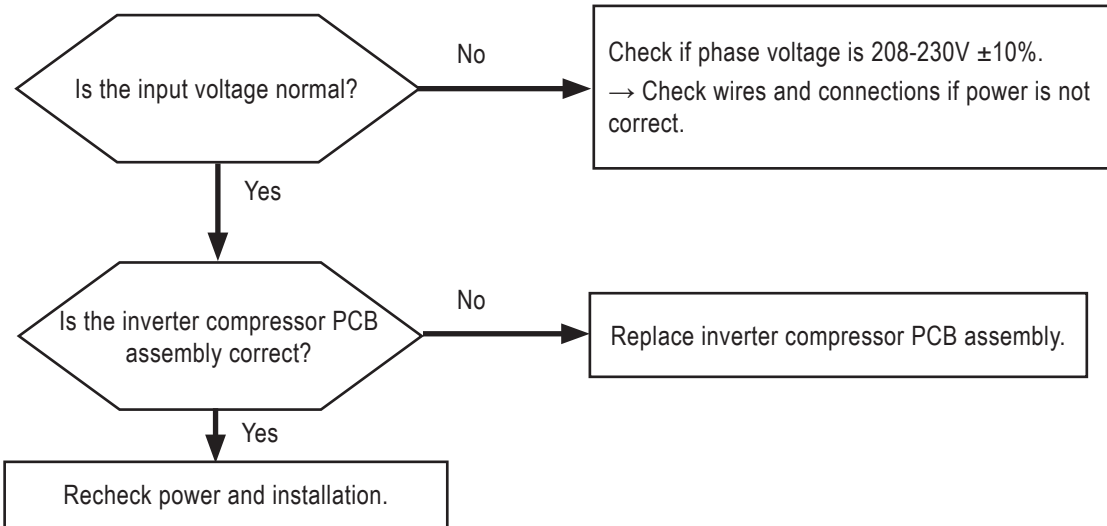 Is the input voltage normal?
No
Check if phase voltage is 208-230V ±10%.
→ Check wires and connections if power is not
correct.
Yes
Is the inverter compressor PCB
assembly correct?
No
Replace inverter compressor PCB assembly.
Yes
Recheck power and installation.